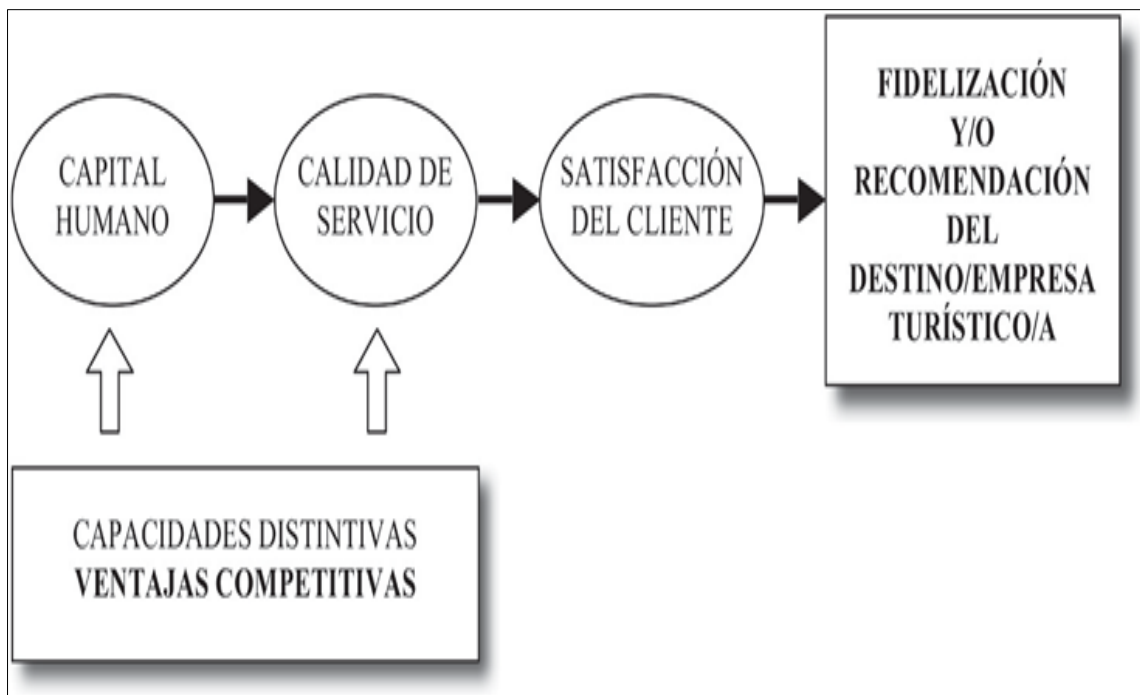 CAPITAL
HUMANO
CALIDAD DE
SERVICIO
SATISFACCIÓN
DEL CLIENTE
FIDELIZACIÓN
Y/O
RECOMENDACIÓN
DEL
DESTINO/EMPRESA
TURÍSTICO/A
CAPACIDADES DISTINTIVAS
VENTAJAS COMPETITIVAS